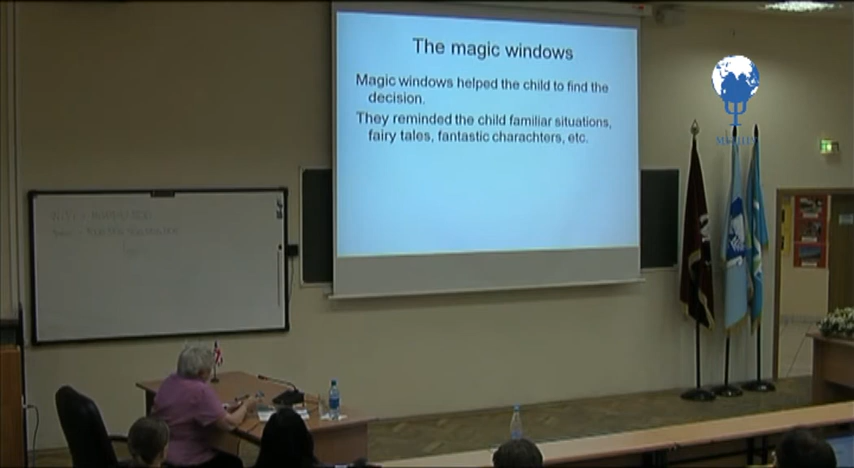 The magic windows
Magic windows helped the child to find the
decision.
They reminded the child familiar situations,
fairy tales, fantastic charachters, etc.